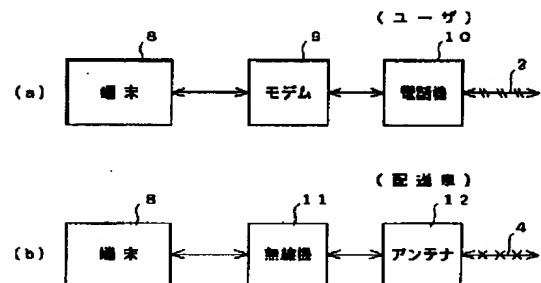 (ユーザ)
8 9 10 2
(a) 端末 モデム 電話機
(配送車)
8 11 12 4
(b) 端末 無線機 アンテナ